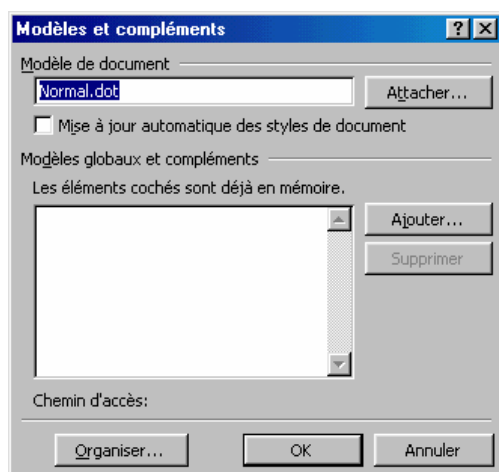 Modèles et compléments
Modèle de document
Normal.dot
Attacher...
Mise à jour automatique des styles de document
Modèles globaux et compléments
Les éléments cochés sont déjà en mémoire.
Ajouter...
Supprimer
Chemin d'accès:
Organiser... OK Annuler